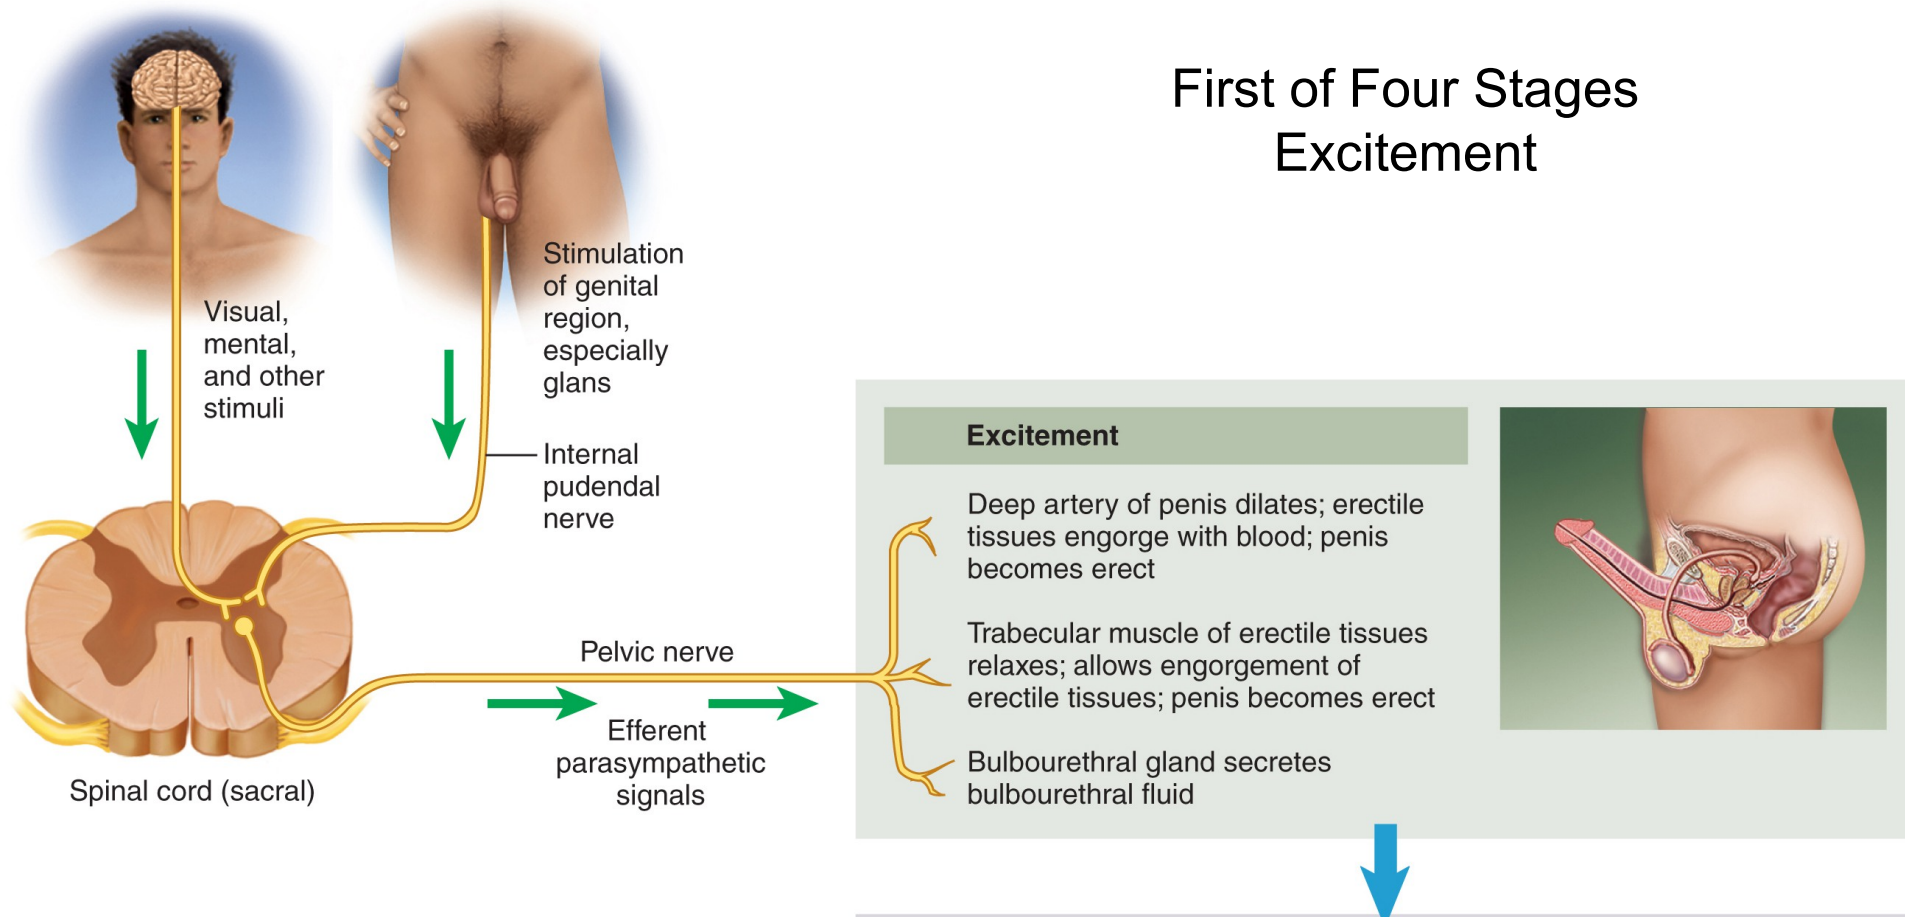 First of Four Stages
Excitement
Visual,
mental,
and other
stimuli
Stimulation
of genital
region,
especially
glans
Internal
pudendal
nerve
Spinal cord (sacral)
Pelvic nerve
Efferent
parasympathetic
signals
Excitement
Deep artery of penis dilates; erectile
tissues engorge with blood; penis
becomes erect
Trabecular muscle of erectile tissues
relaxes; allows engorgement of
erectile tissues; penis becomes erect
Bulbourethral gland secretes
bulbourethral fluid